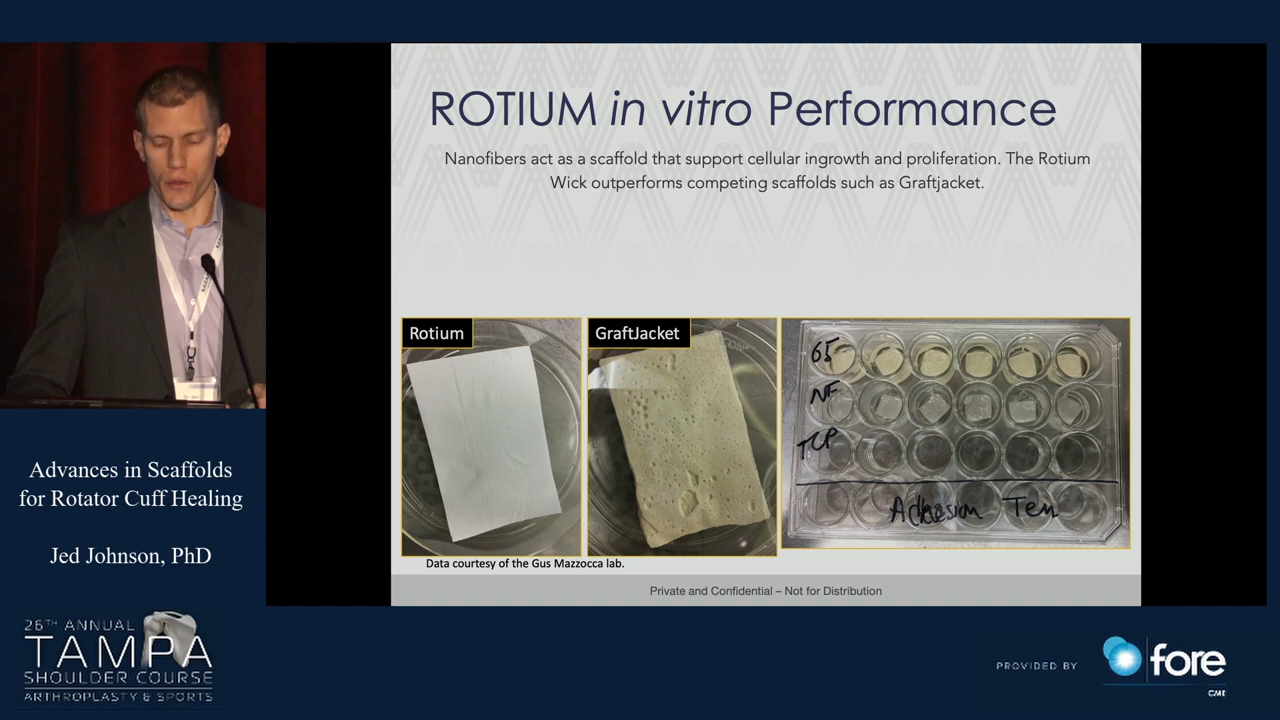 ROTIUM in vitro Performance
Nanofibers act as a scaffold that support cellular ingrowth and proliferation. The Rotium
Wick outperforms competing scaffolds such as Graftjacket.
Rotium
GraftJacket
NF
TCP
Data courtesy of the Gus Mazzocca lab.
Private and Confidential – Not for Distribution
Advances in Scaffolds
for Rotator Cuff Healing
Jed Johnson, PhD
26TH ANNUAL
TAMPA
SHOULDER COURSE
ARTHROPLASTY & SPORTS
PROVIDED BY
fore
CME